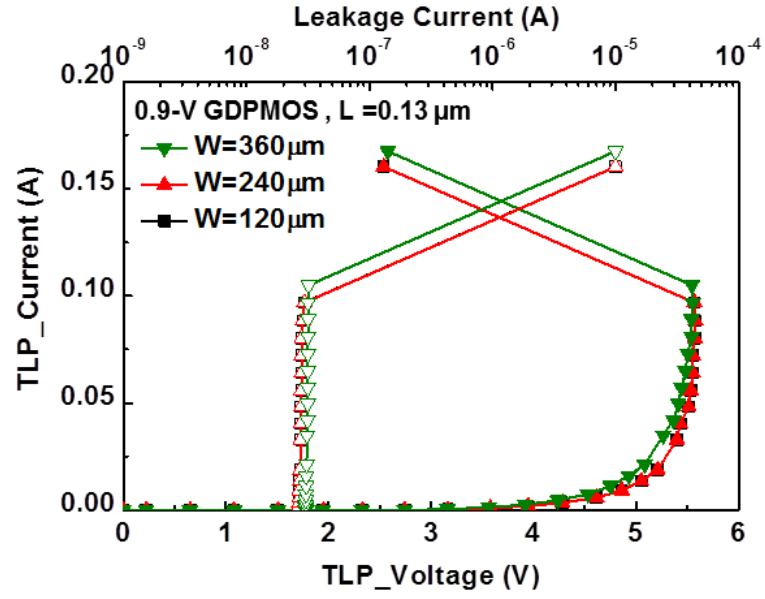 Leakage Current (A)
10⁻⁹ 10⁻⁸ 10⁻⁷ 10⁻⁶ 10⁻⁵ 10⁻⁴
0.20
0.9-V GDPMOS , L =0.13 μm
W=360μm
W=240μm
W=120μm
0.15
0.10
0.05
0.00
TLP_Current (A)
0 1 2 3 4 5 6
TLP_Voltage (V)